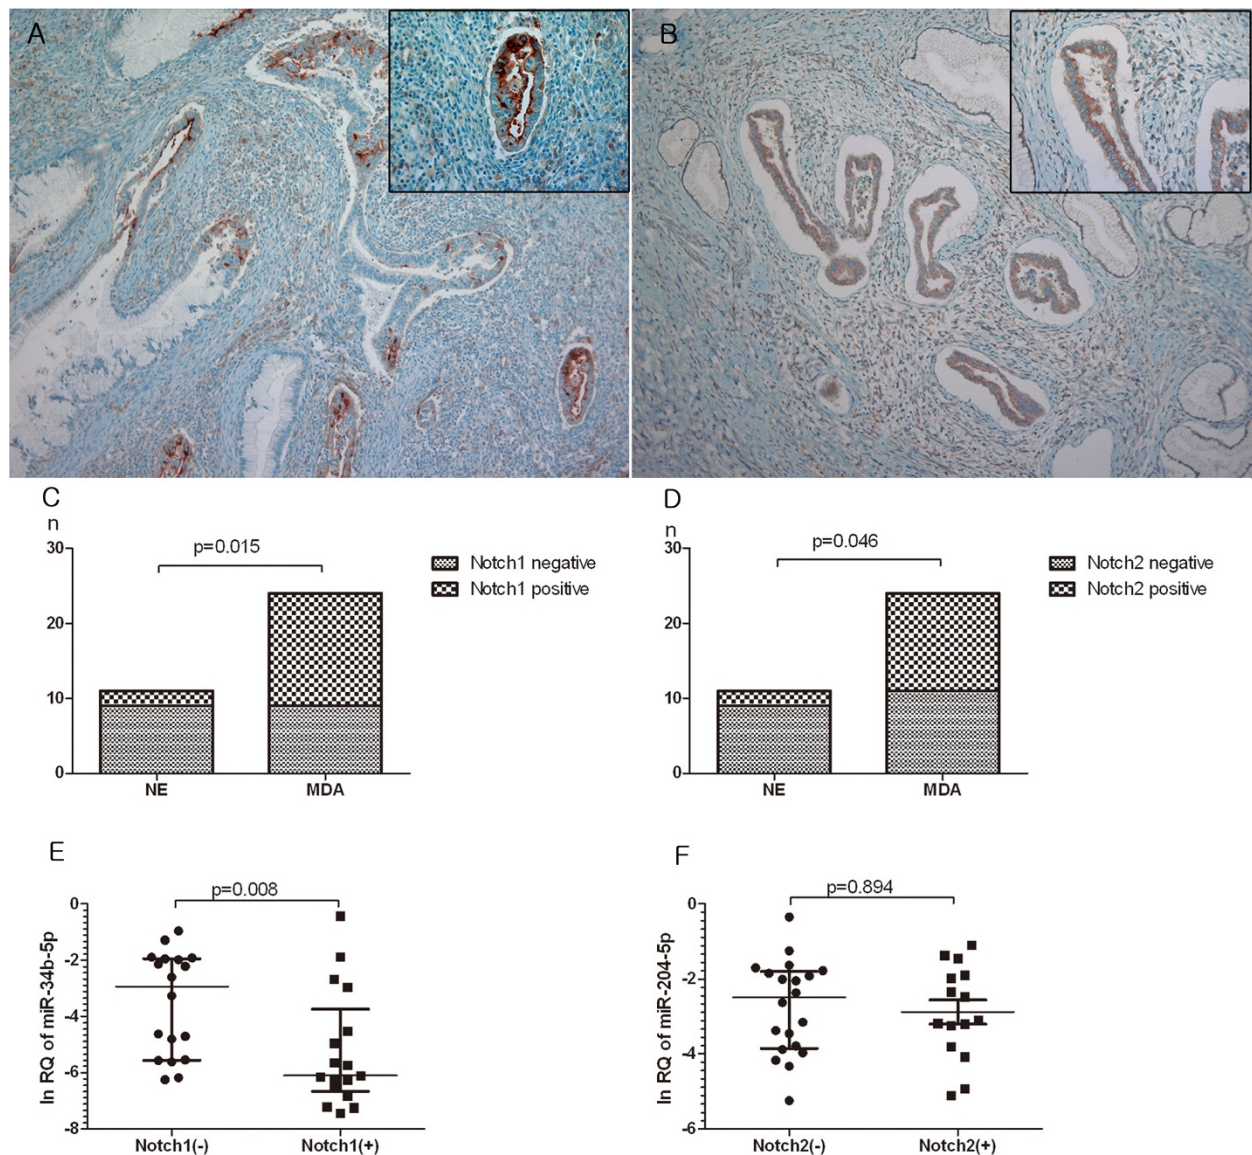 A
B
C
n
30
20
10
0
p=0.015
NE
MDA
Notch1 negative
Notch1 positive
D
n
30
20
10
0
p=0.046
NE
MDA
Notch2 negative
Notch2 positive
E
p=0.008
ln RQ of miR-34b-5p
0
-2
-4
-6
-8
Notch1(-)
Notch1(+)
F
p=0.894
ln RQ of miR-204-5p
0
-2
-4
-6
Notch2(-)
Notch2(+)